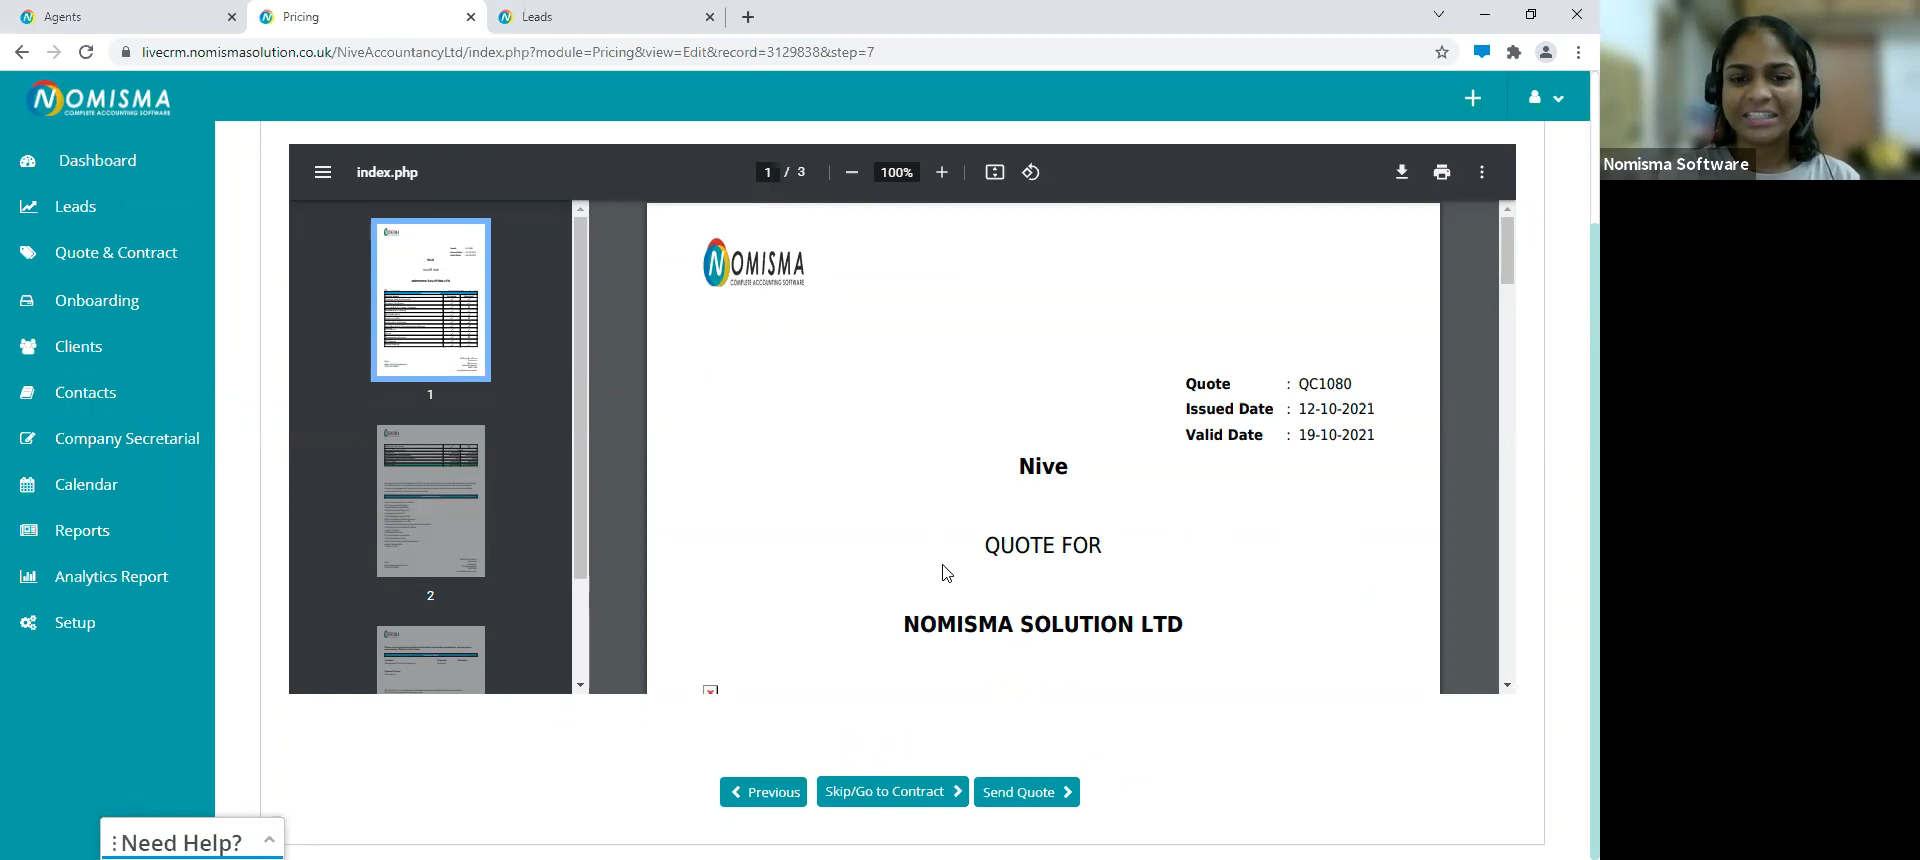 Agents
Pricing
Leads
livecrm.nomismasolution.co.uk/NiveAccountancyLtd/index.php?module=Pricing&view=Edit&record=3129838&step=7
NOMISMA
COMPLETE ACCOUNTING SOFTWARE
Dashboard
Leads
Quote & Contract
Onboarding
Clients
Contacts
Company Secretarial
Calendar
Reports
Analytics Report
Setup
index.php
1 / 3
100%
1
2
NOMISMA
COMPLETE ACCOUNTING SOFTWARE
Quote : QC1080
Issued Date : 12-10-2021
Valid Date : 19-10-2021
Nive
QUOTE FOR
NOMISMA SOLUTION LTD
Previous
Skip/Go to Contract
Send Quote
Need Help?
Nomisma Software